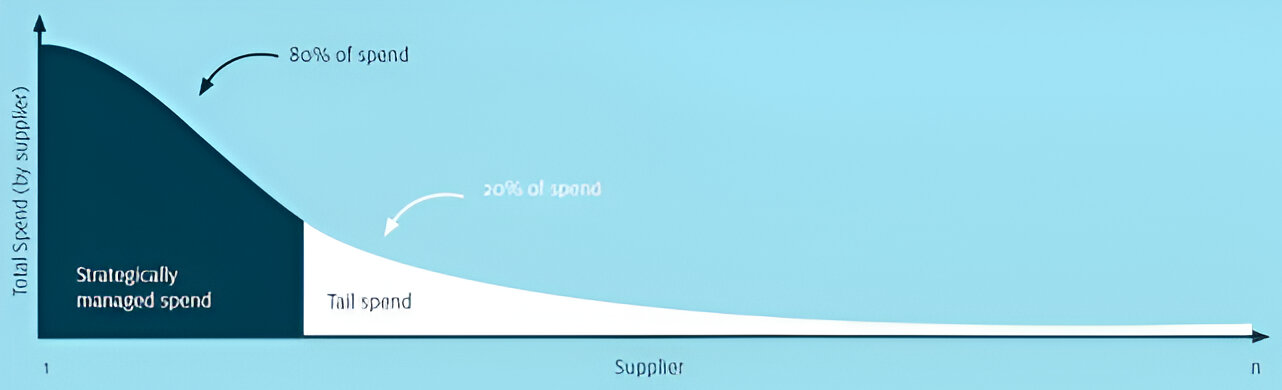 80% of spend
Total Spend (by supplier)
20% of spend
Strategically
managed spend
Tail spend
1
Supplier
n